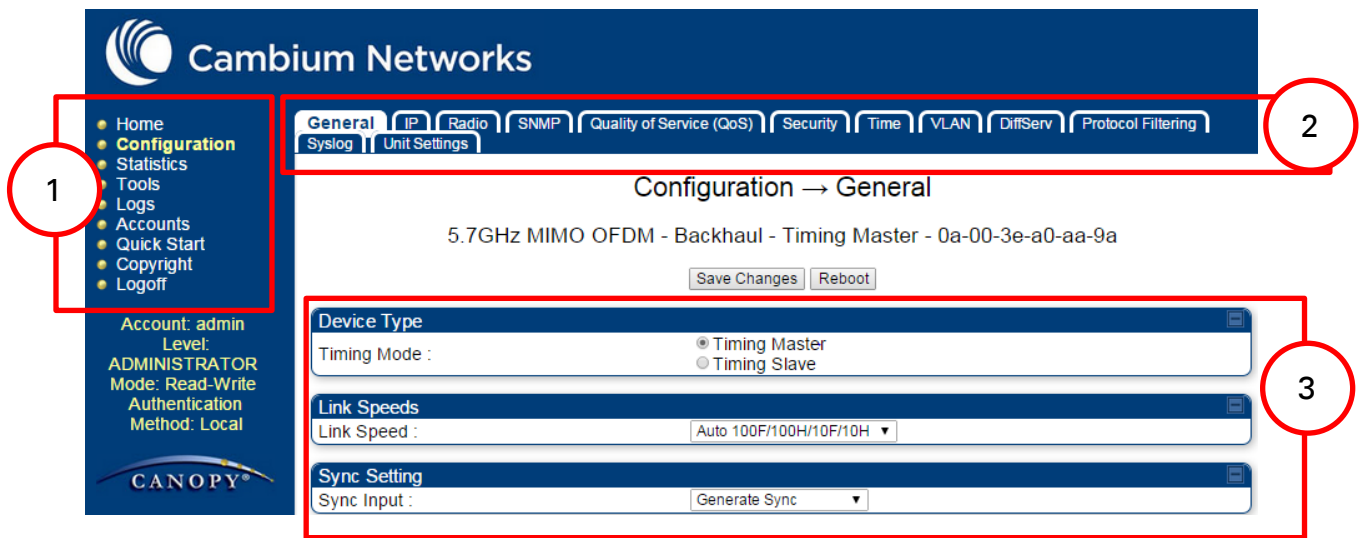 Cambium Networks
1
Home
Configuration
Statistics
Tools
Logs
Accounts
Quick Start
Copyright
Logoff
Account: admin
Level:
ADMINISTRATOR
Mode: Read-Write
Authentication
Method: Local
CANOPY®
2
General IP Radio SNMP Quality of Service (QoS) Security Time VLAN DiffServ Protocol Filtering
Syslog Unit Settings
Configuration → General
5.7GHz MIMO OFDM - Backhaul - Timing Master - 0a-00-3e-a0-aa-9a
Save Changes Reboot
3
Device Type
Timing Mode : Timing Master
Timing Slave
Link Speeds
Link Speed : Auto 100F/100H/10F/10H
Sync Setting
Sync Input : Generate Sync